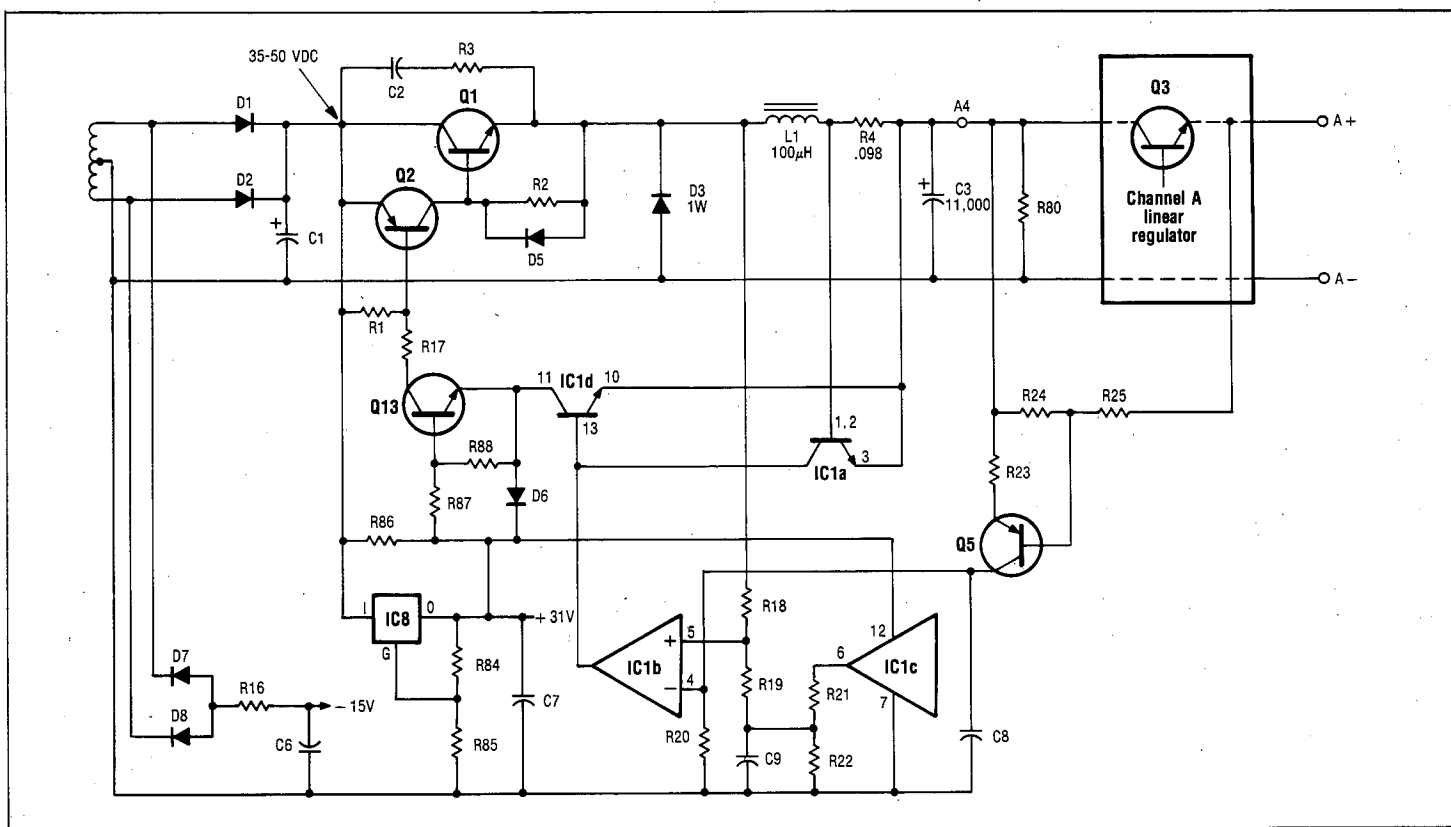 35-50 VDC
C2
R3
D1
Q1
D2
Q2
C1
R2
D5
D3
1W
L1
100μH
R4
.098
A4
C3
11,000
+
R80
Q3
Channel A
linear
regulator
A+
A−
+
R1
R17
Q13
11
IC1d
10
13
R88
R87
D6
R86
1, 2
3
IC1a
R24
R25
R23
Q5
I
IC8
O
G
+31V
R84
R85
C7
D7
D8
R16
−15V
C6
IC1b
+
−
5
4
R18
R19
R20
C9
R21
R22
6
12
7
IC1c
C8